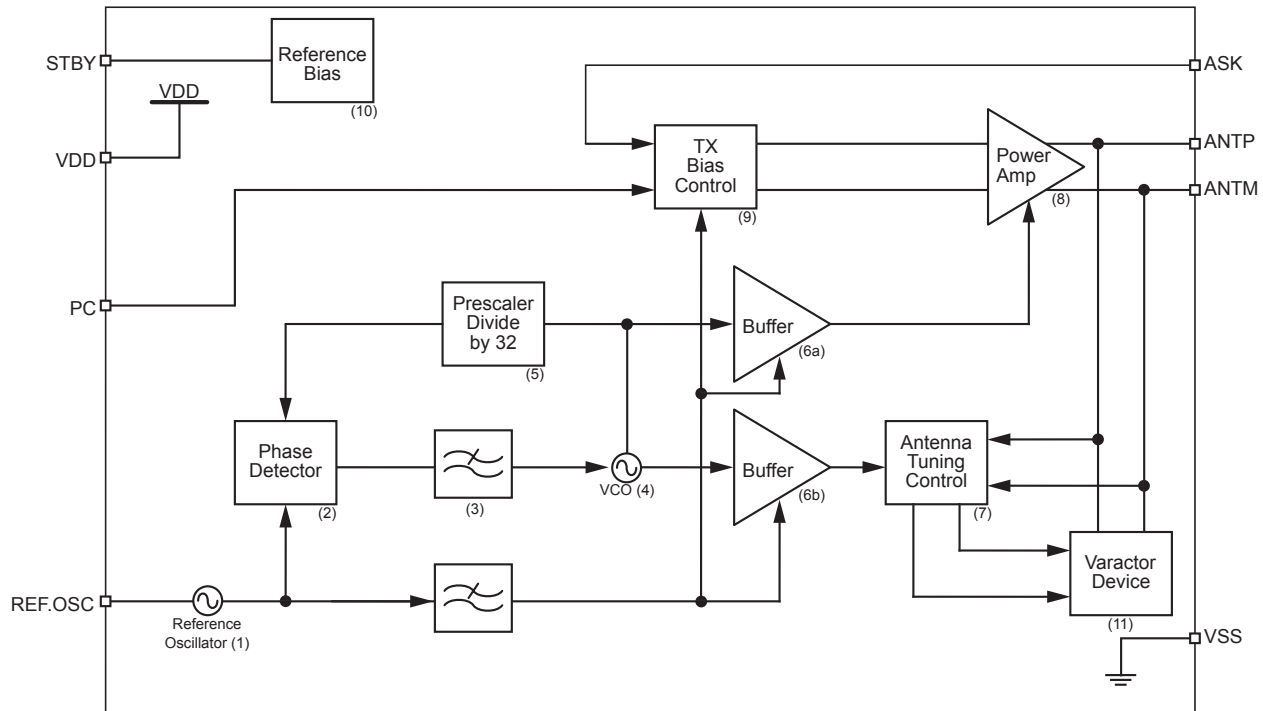 STBY
Reference
Bias
(10)
ASK
VDD
VDD
TX
Bias
Control
(9)
Power
Amp
(8)
ANTP
ANTM
PC
Prescaler
Divide
by 32
(5)
Buffer
(6a)
Phase
Detector
(2)
(3)
VCO (4)
Buffer
(6b)
Antenna
Tuning
Control
(7)
Varactor
Device
(11)
REF.OSC
Reference
Oscillator (1)
VSS